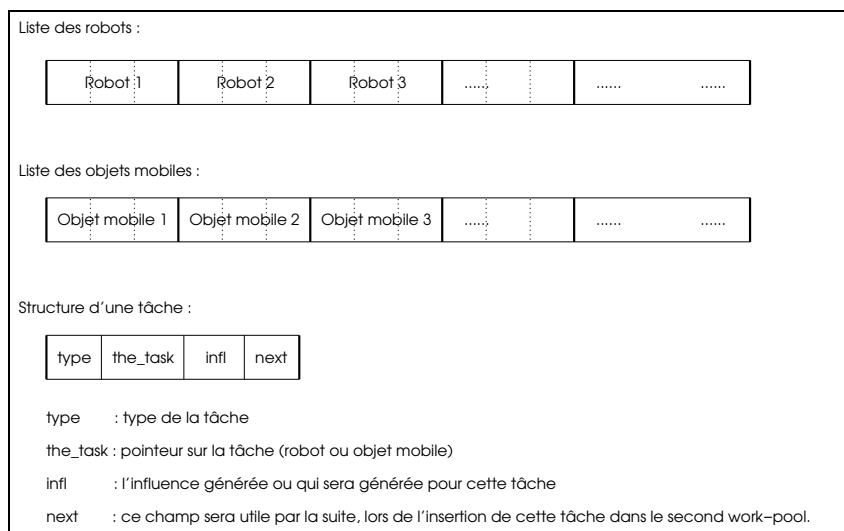 Liste des robots :
Robot 1 Robot 2 Robot 3 ...... ...... ......
Liste des objets mobiles :
Objet mobile 1 Objet mobile 2 Objet mobile 3 ...... ...... ......
Structure d'une tâche :
type the_task infl next
type : type de la tâche
the_task : pointeur sur la tâche (robot ou objet mobile)
infl : l'influence générée ou qui sera générée pour cette tâche
next : ce champ sera utile par la suite, lors de l'insertion de cette tâche dans le second work-pool.